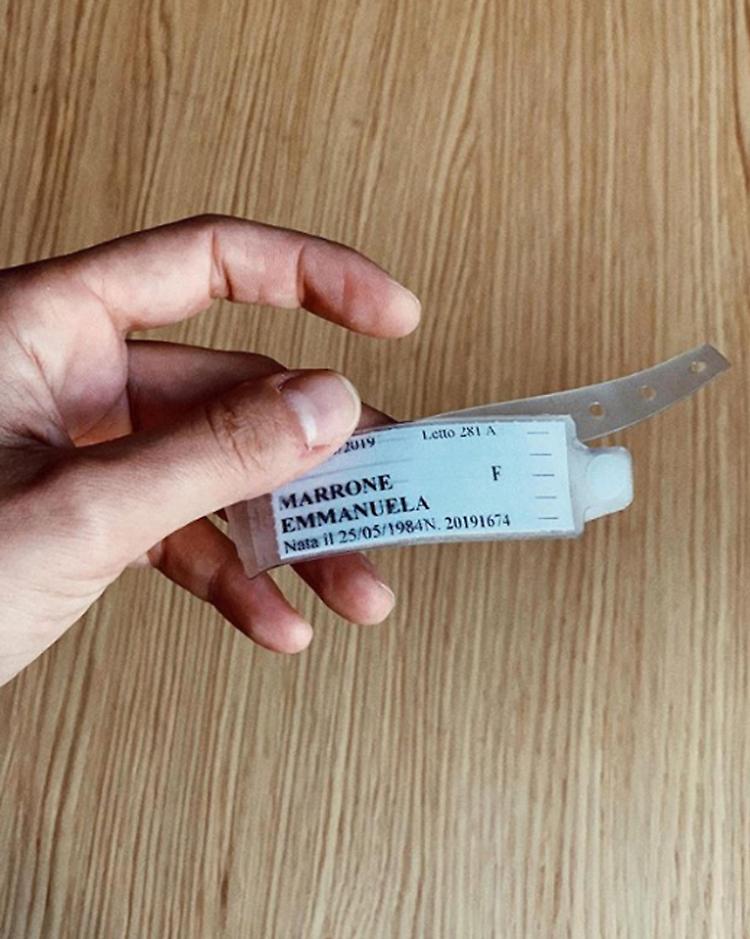 /2019 Letto 281 A
F
MARRONE
EMMANUELA
Nata il 25/05/1984N. 20191674